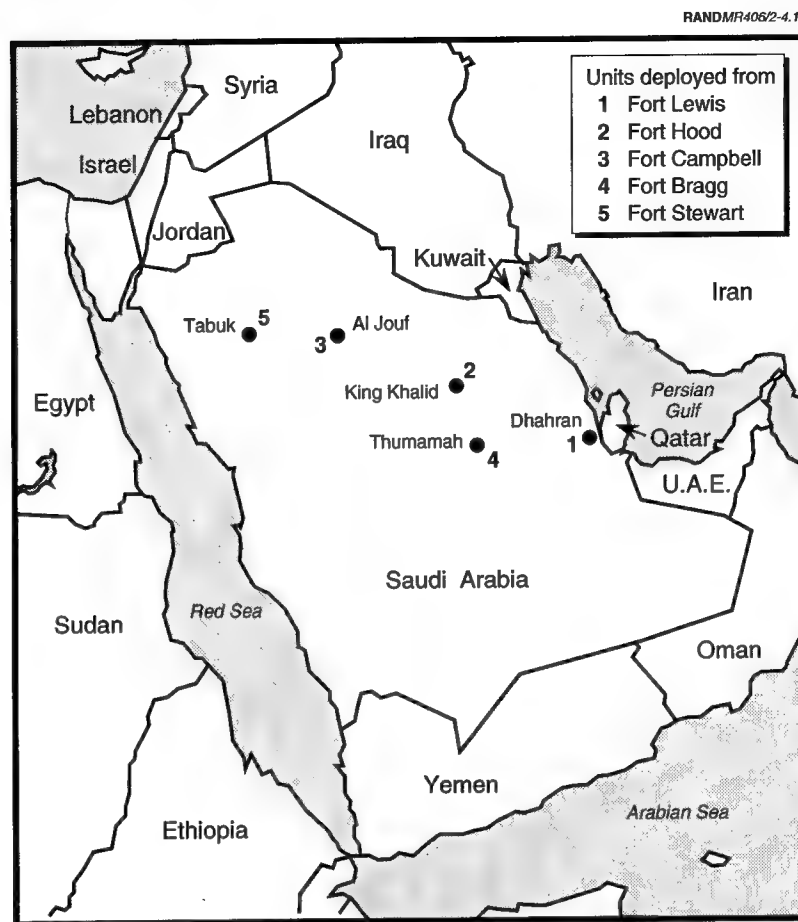 RANDMR406/2-4.1
Units deployed from
1 Fort Lewis
2 Fort Hood
3 Fort Campbell
4 Fort Bragg
5 Fort Stewart
Syria
Lebanon
Israel
Iraq
Jordan
Kuwait
Iran
Tabuk
5
3
Al Jouf
2
King Khalid
Egypt
Persian
Gulf
Dhahran
1
Qatar
Thumamah
4
U.A.E.
Saudi Arabia
Red Sea
Sudan
Oman
Yemen
Arabian Sea
Ethiopia